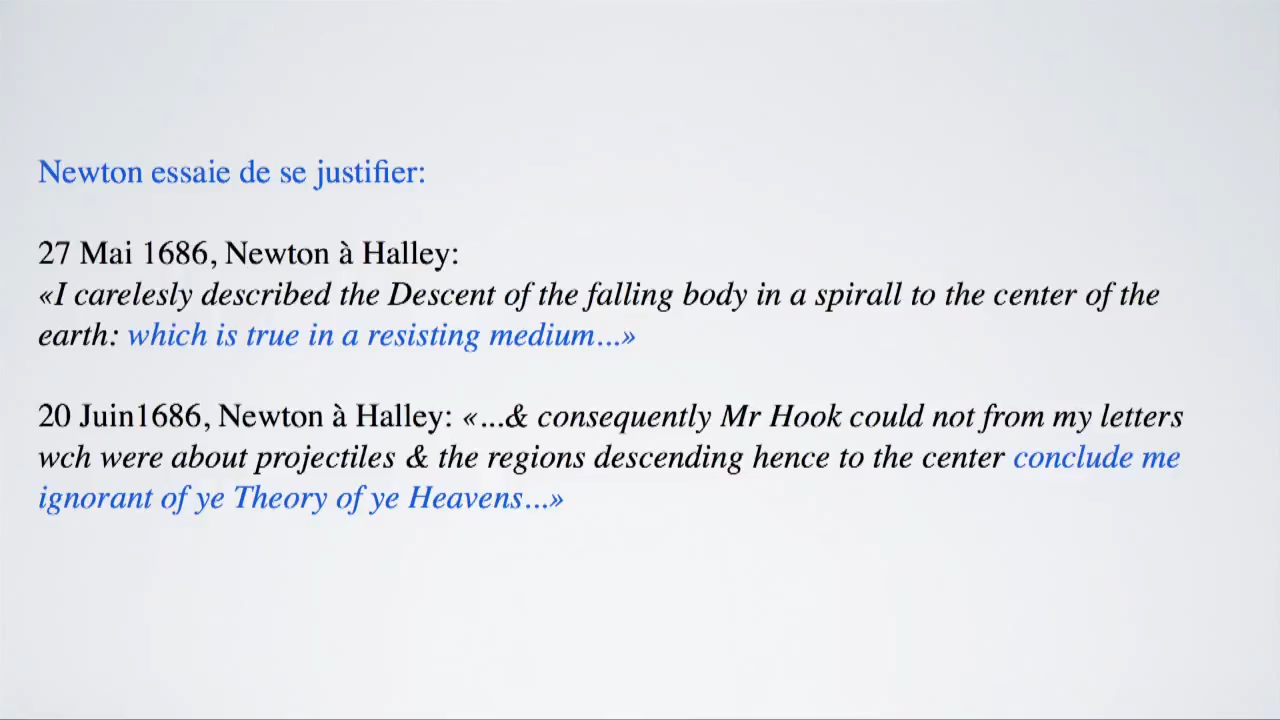 Newton essaie de se justifier:
27 Mai 1686, Newton à Halley:
«I carelesly described the Descent of the falling body in a spirall to the center of the
earth: which is true in a resisting medium...»
20 Juin1686, Newton à Halley: «...& consequently Mr Hook could not from my letters
wch were about projectiles & the regions descending hence to the center conclude me
ignorant of ye Theory of ye Heavens...»